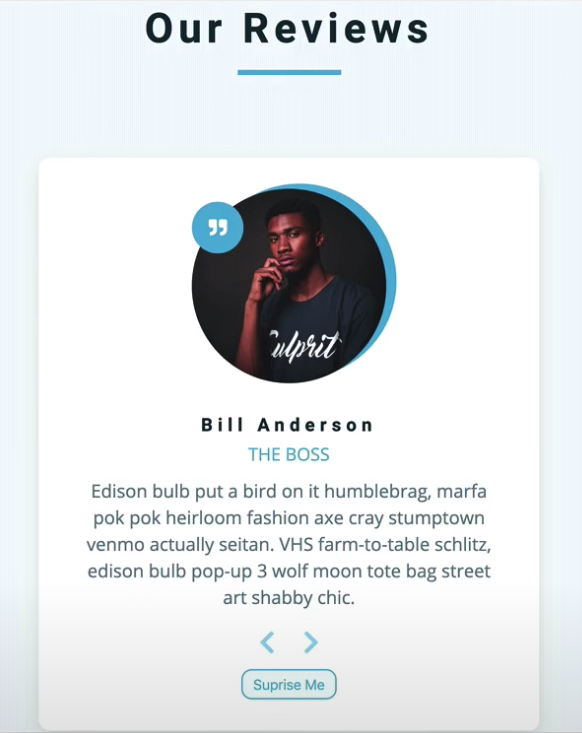 Our Reviews
Culprit
Bill Anderson
THE BOSS
Edison bulb put a bird on it humblebrag, marfa
pok pok heirloom fashion axe cray stumptown
venmo actually seitan. VHS farm-to-table schlitz,
edison bulb pop-up 3 wolf moon tote bag street
art shabby chic.
Suprise Me